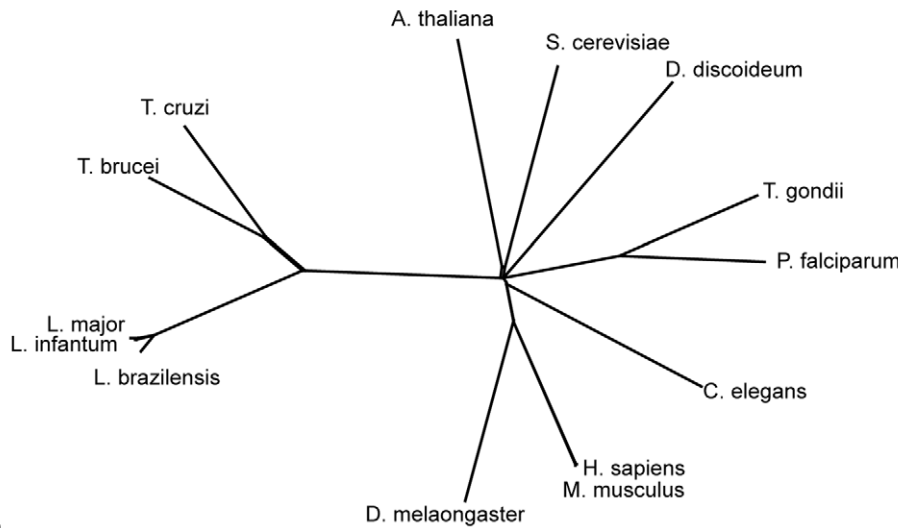 A. thaliana
S. cerevisiae
D. discoideum
T. cruzi
T. brucei
T. gondii
P. falciparum
L. major
L. infantum
L. brazilensis
C. elegans
H. sapiens
M. musculus
D. melaongaster